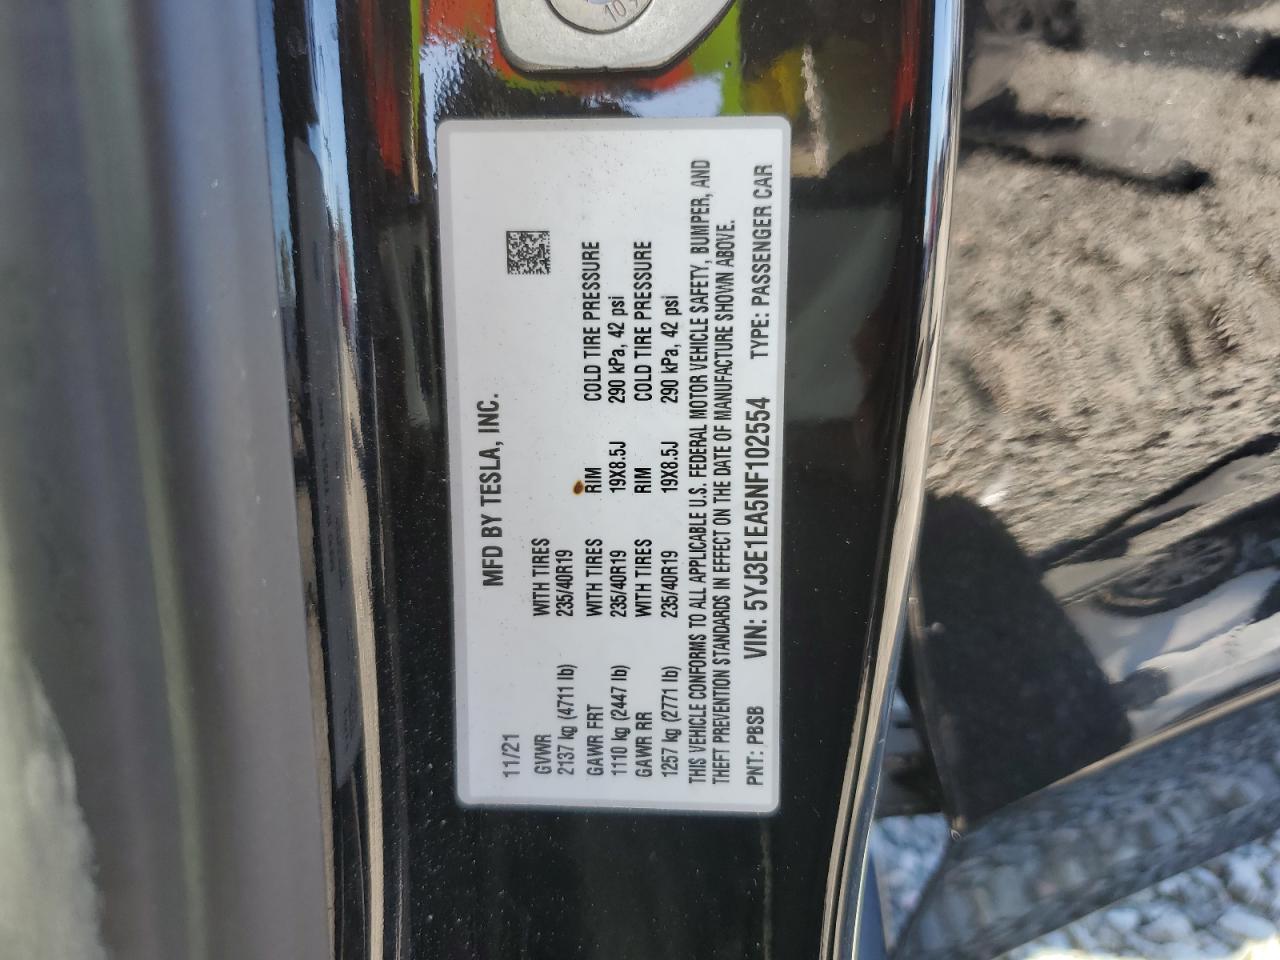 MFD BY TESLA, INC.
11/21
GVWR WITH TIRES
2137 kg (4711 lb) 235/40R19
GAWR FRT WITH TIRES RIM COLD TIRE PRESSURE
1110 kg (2447 lb) 235/40R19 19X8.5J 290 kPa, 42 psi
GAWR RR WITH TIRES RIM COLD TIRE PRESSURE
1257 kg (2771 lb) 235/40R19 19X8.5J 290 kPa, 42 psi
THIS VEHICLE CONFORMS TO ALL APPLICABLE U.S. FEDERAL MOTOR VEHICLE SAFETY, BUMPER, AND
THEFT PREVENTION STANDARDS IN EFFECT ON THE DATE OF MANUFACTURE SHOWN ABOVE.
PNT: PBSB VIN: 5YJ3E1EA5NF102554 TYPE: PASSENGER CAR